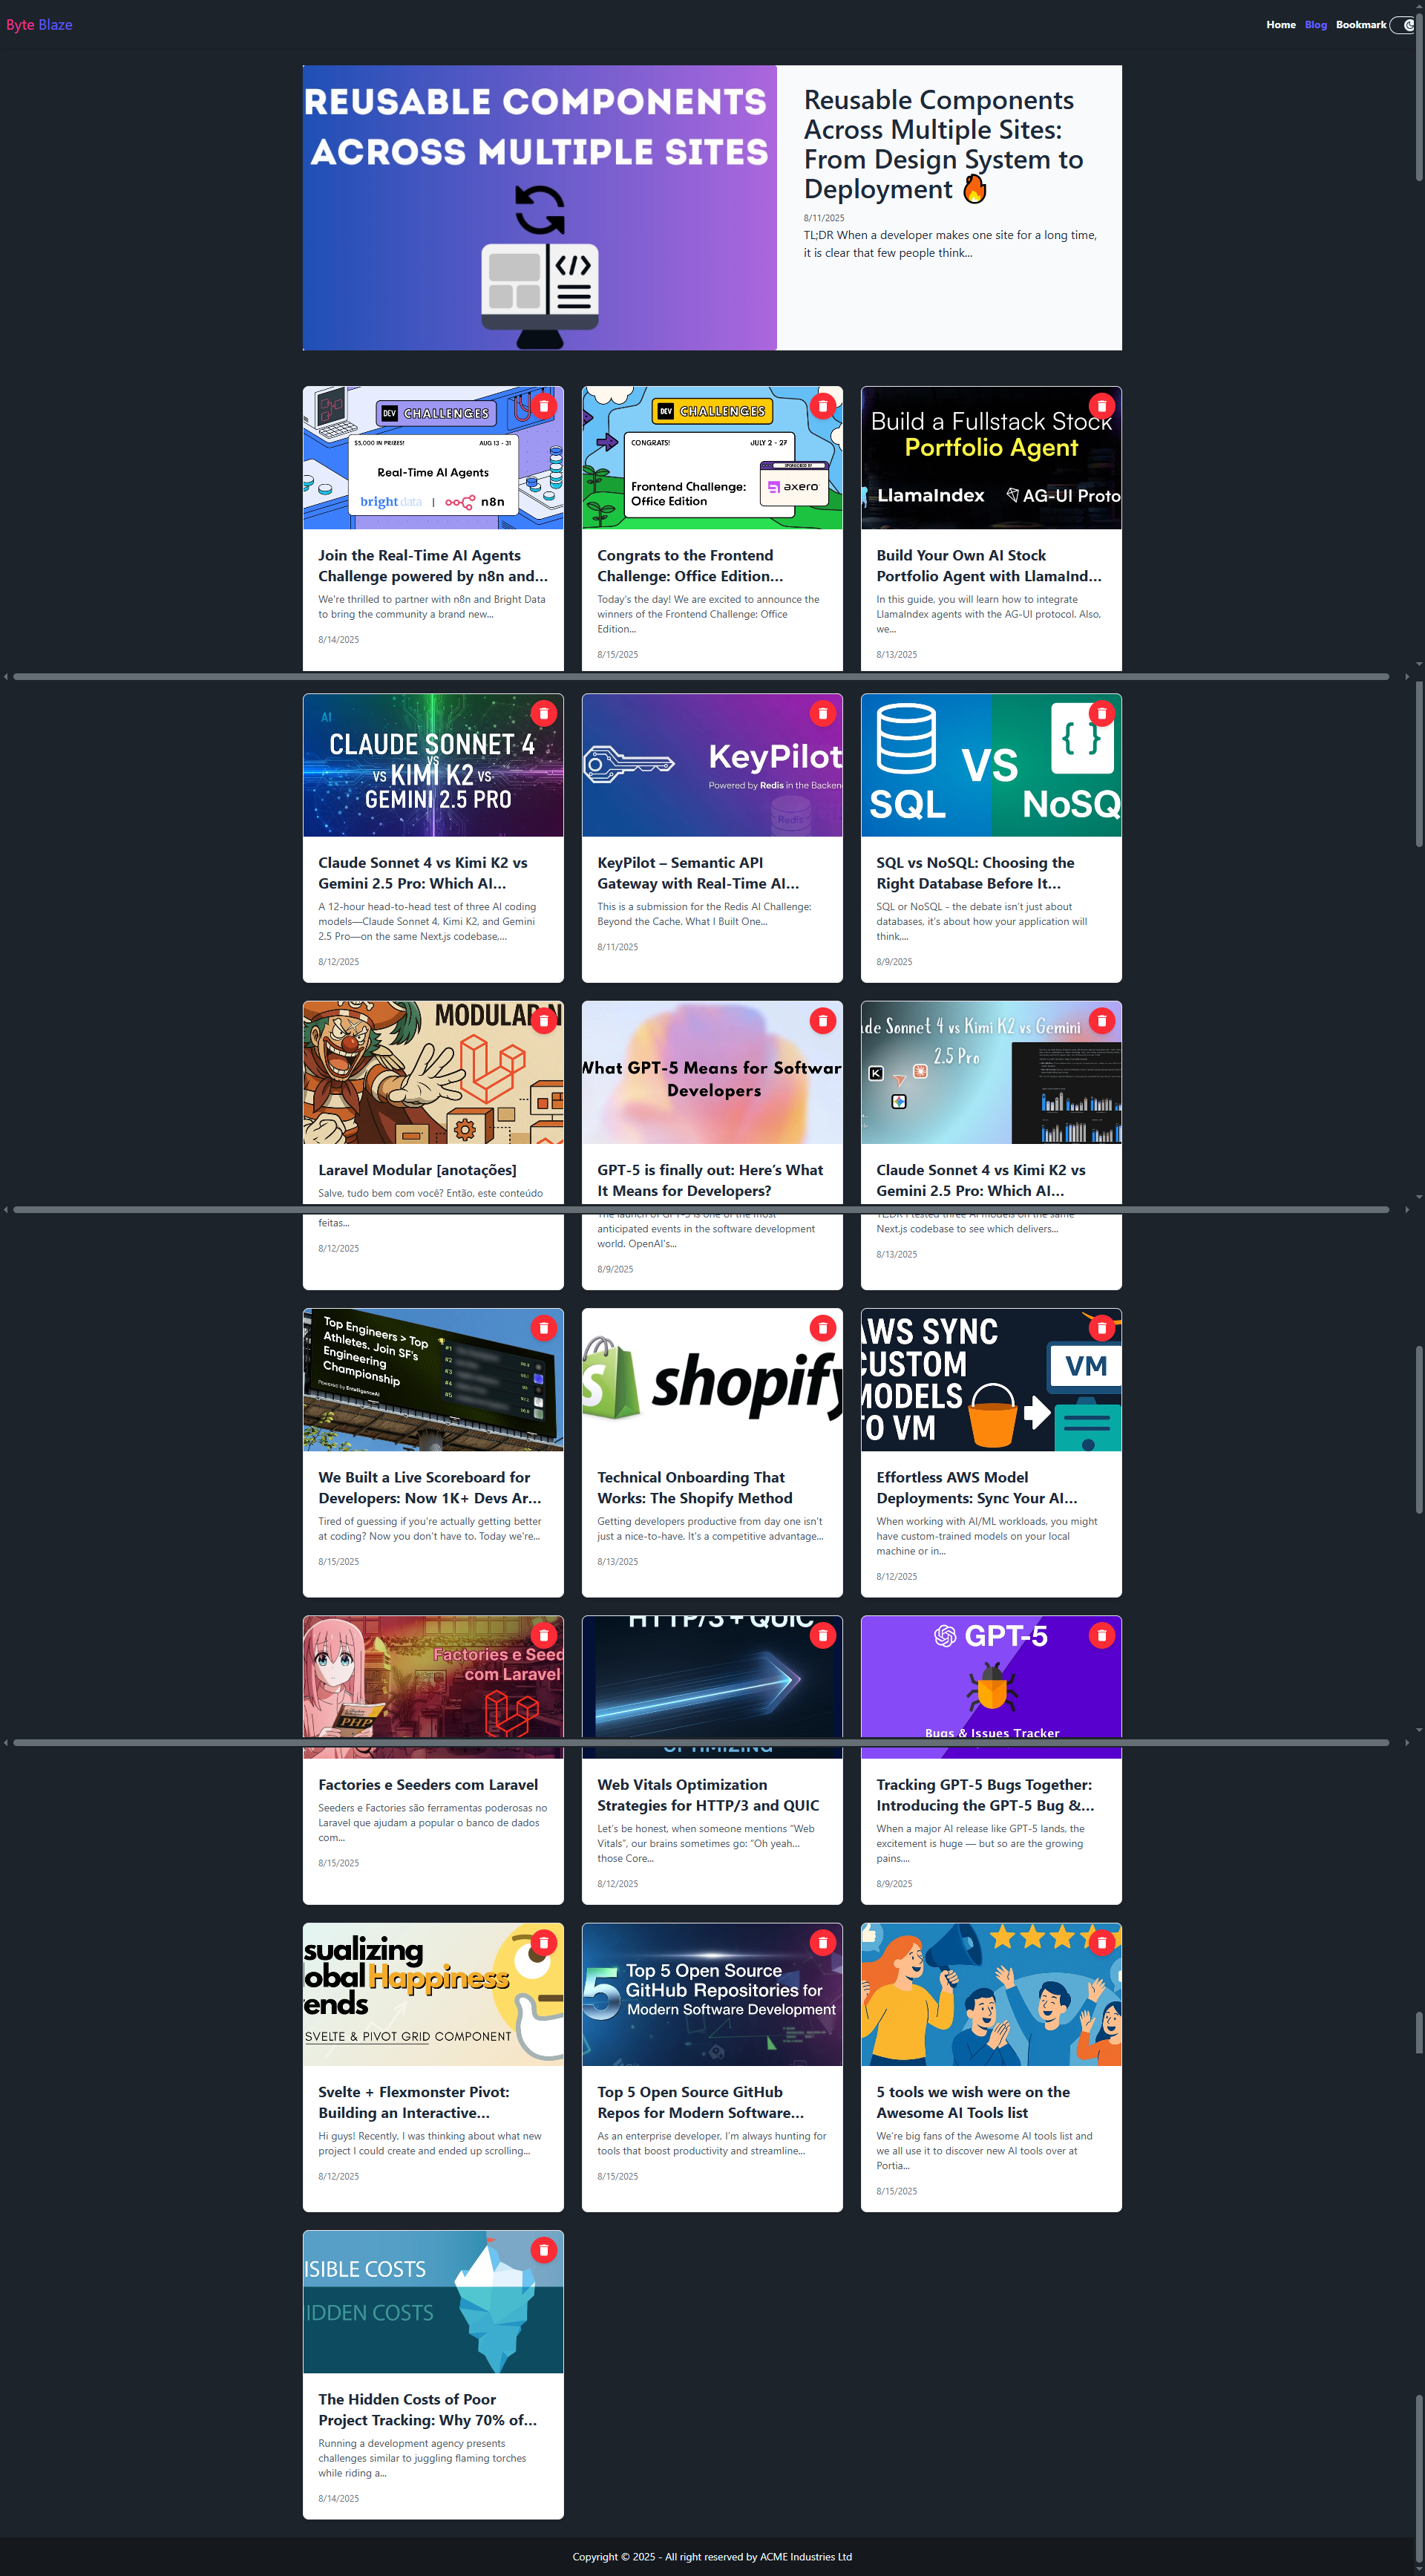 Byte Blaze
Home Blog Bookmark
REUSABLE COMPONENTS
ACROSS MULTIPLE SITES
Reusable Components
Across Multiple Sites:
From Design System to
Deployment 🔥
8/11/2025
TL;DR When a developer makes one site for a long time,
it is clear that few people think...
DEV CHALLENGES
$5,000 IN PRIZES! AUG 13 - 31
Real-Time AI Agents
bright data | n8n
Join the Real-Time AI Agents
Challenge powered by n8n and...
We're thrilled to partner with n8n and Bright Data
to bring the community a brand new...
8/14/2025
DEV CHALLENGES
CONGRATS! JULY 2 - 27
SPONSORED BY
axero
Frontend Challenge:
Office Edition
Congrats to the Frontend
Challenge: Office Edition...
Today's the day! We are excited to announce the
winners of the Frontend Challenge: Office
Edition...
8/15/2025
Build a Fullstack Stock
Portfolio Agent
LlamaIndex AG-UI Proto
Build Your Own AI Stock
Portfolio Agent with LlamaInd...
In this guide, you will learn how to integrate
LlamaIndex agents with the AG-UI protocol. Also,
we...
8/13/2025
AI
CLAUDE SONNET 4
VS
VS KIMI K2 VS
GEMINI 2.5 PRO
Claude Sonnet 4 vs Kimi K2 vs
Gemini 2.5 Pro: Which AI...
A 12-hour head-to-head test of three AI coding
models—Claude Sonnet 4, Kimi K2, and Gemini
2.5 Pro—on the same Next.js codebase,...
8/12/2025
KeyPilot
Powered by Redis in the Backen
Redis
KeyPilot – Semantic API
Gateway with Real-Time AI...
This is a submission for the Redis AI Challenge:
Beyond the Cache. What I Built One...
8/11/2025
{ }
VS
SQL NoSQ
SQL vs NoSQL: Choosing the
Right Database Before It...
SQL or NoSQL - the debate isn't just about
databases, it's about how your application will
think,...
8/9/2025
MODULAR N
Laravel Modular [anotações]
Salve, tudo bem com você? Então, este conteúdo
feitas...
8/12/2025
What GPT-5 Means for Softwar
Developers
GPT-5 is finally out: Here's What
It Means for Developers?
The launch of GPT-5 is one of the most
anticipated events in the software development
world. OpenAI's...
8/9/2025
de Sonnet 4 vs Kimi K2 vs Gemini
2.5 Pro
Claude Sonnet 4 vs Kimi K2 vs
Gemini 2.5 Pro: Which AI...
TL;DR I tested three AI models on the same
Next.js codebase to see which delivers...
8/13/2025
Top Engineers > Top
Athletes. Join SF's
Engineering
Championship
Powered by EntelligenceAI
#1
#2
#3
#4
#5
We Built a Live Scoreboard for
Developers: Now 1K+ Devs Ar...
Tired of guessing if you're actually getting better
at coding? Now you don't have to. Today we're...
8/15/2025
shopify
Technical Onboarding That
Works: The Shopify Method
Getting developers productive from day one isn't
just a nice-to-have. It's a competitive advantage...
8/13/2025
AWS SYNC
CUSTOM
MODELS
TO VM
VM
Effortless AWS Model
Deployments: Sync Your AI...
When working with AI/ML workloads, you might
have custom-trained models on your local
machine or in...
8/12/2025
Factories e Seed
com Laravel
PHP
Factories e Seeders com Laravel
Seeders e Factories são ferramentas poderosas no
Laravel que ajudam a popular o banco de dados
com...
8/15/2025
HTTP/3 + QUIC
OPTIMIZING
Web Vitals Optimization
Strategies for HTTP/3 and QUIC
Let's be honest, when someone mentions “Web
Vitals”, our brains sometimes go: “Oh yeah...
those Core...
8/12/2025
GPT-5
Bugs & Issues Tracker
Tracking GPT-5 Bugs Together:
Introducing the GPT-5 Bug &...
When a major AI release like GPT-5 lands, the
excitement is huge — but so are the growing
pains....
8/9/2025
sualizing
obal Happiness
ends
SVELTE & PIVOT GRID COMPONENT
Svelte + Flexmonster Pivot:
Building an Interactive...
Hi guys! Recently, I was thinking about what new
project I could create and ended up scrolling...
8/12/2025
5 Top 5 Open Source
GitHub Repositories for
Modern Software Development
Top 5 Open Source GitHub
Repos for Modern Software...
As an enterprise developer, I'm always hunting for
tools that boost productivity and streamline...
8/15/2025
5 tools we wish were on the
Awesome AI Tools list
We're big fans of the Awesome AI tools list and
we all use it to discover new AI tools over at
Portia...
8/15/2025
ISIBLE COSTS
IDDEN COSTS
The Hidden Costs of Poor
Project Tracking: Why 70% of...
Running a development agency presents
challenges similar to juggling flaming torches
while riding a...
8/14/2025
Copyright © 2025 - All right reserved by ACME Industries Ltd